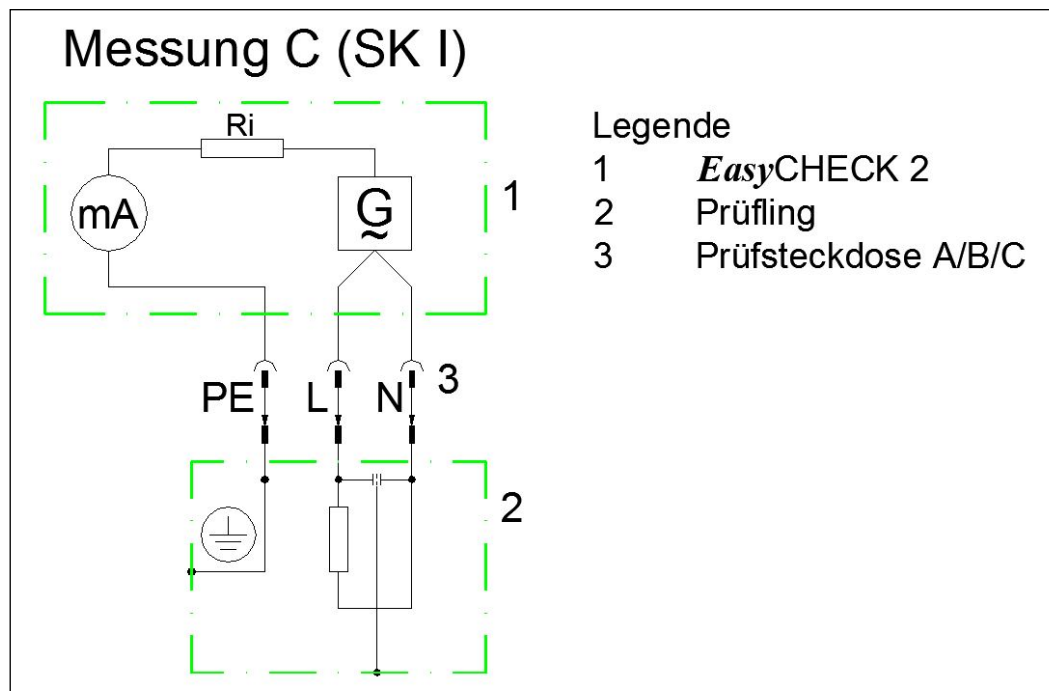 Messung C (SK I)
Ri
mA
G
~
1
PE
L
N
3
2
Legende
1 EasyCHECK 2
2 Prüfling
3 Prüfsteckdose A/B/C